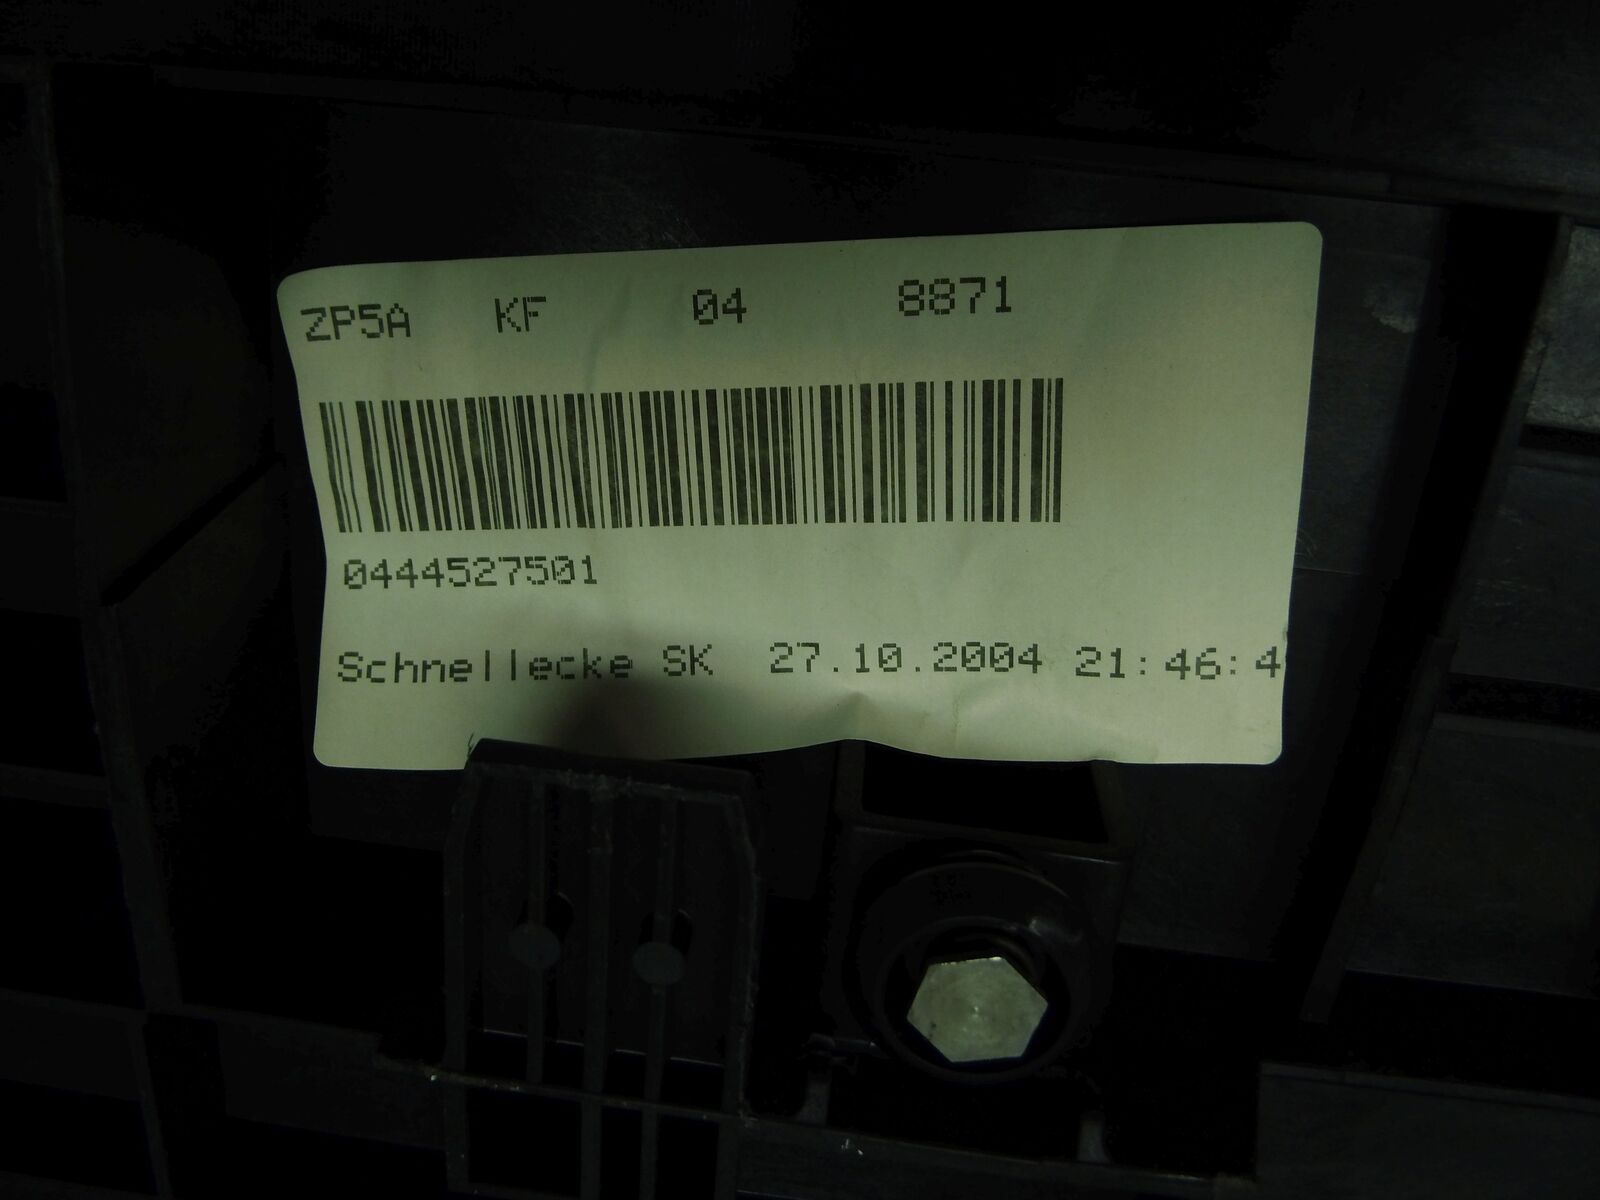 ZP5A KF 04 8871
0444527501
Schnellecke SK 27.10.2004 21:46:4